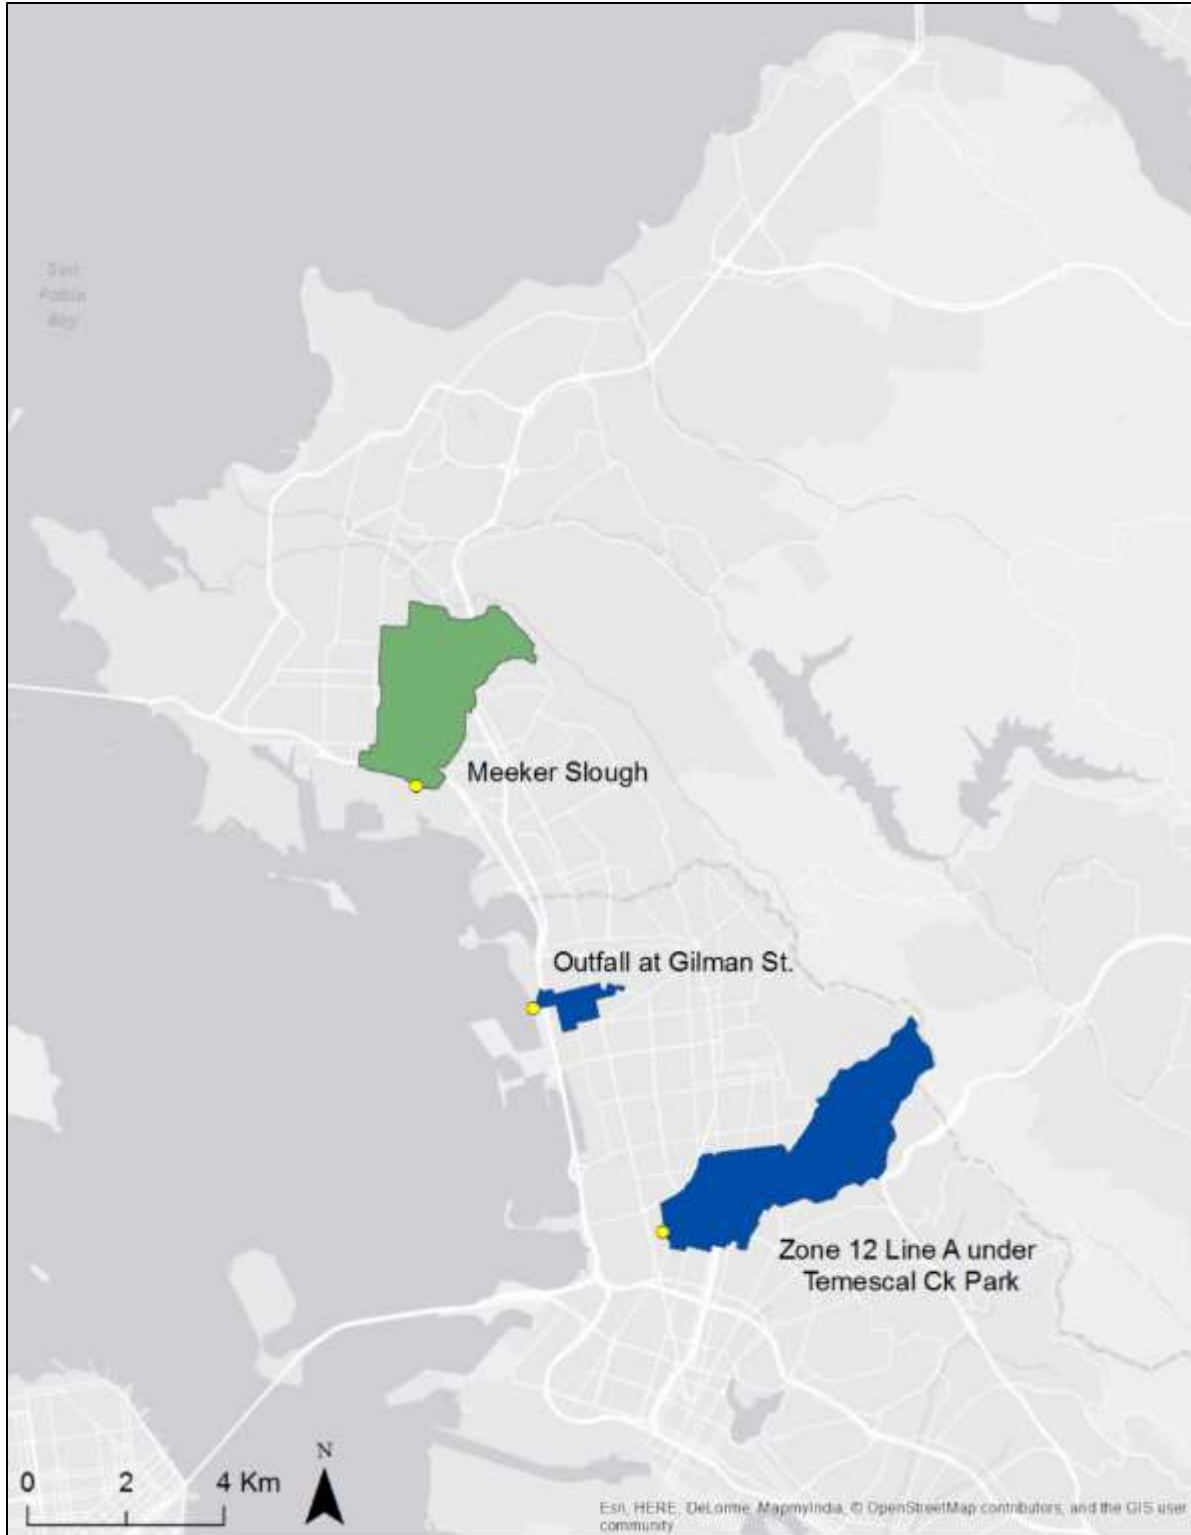 San
Pablo
Bay
Meeker Slough
Outfall at Gilman St.
Zone 12 Line A under
Temescal Ck Park
N
0 2 4 Km
Esri, HERE, DeLorme, MapmyIndia, © OpenStreetMap contributors, and the GIS user
community